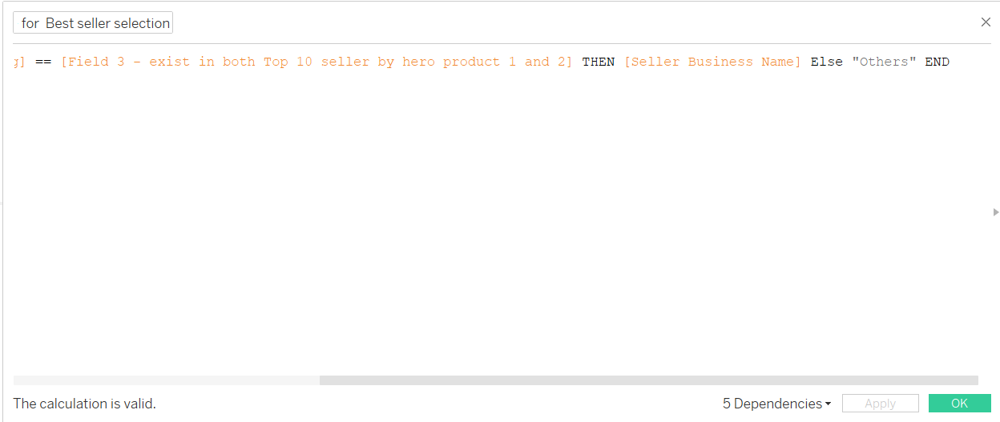 for Best seller selection
g] == [Field 3 - exist in both Top 10 seller by hero product 1 and 2] THEN [Seller Business Name] Else "Others" END
The calculation is valid.
5 Dependencies
Apply
OK